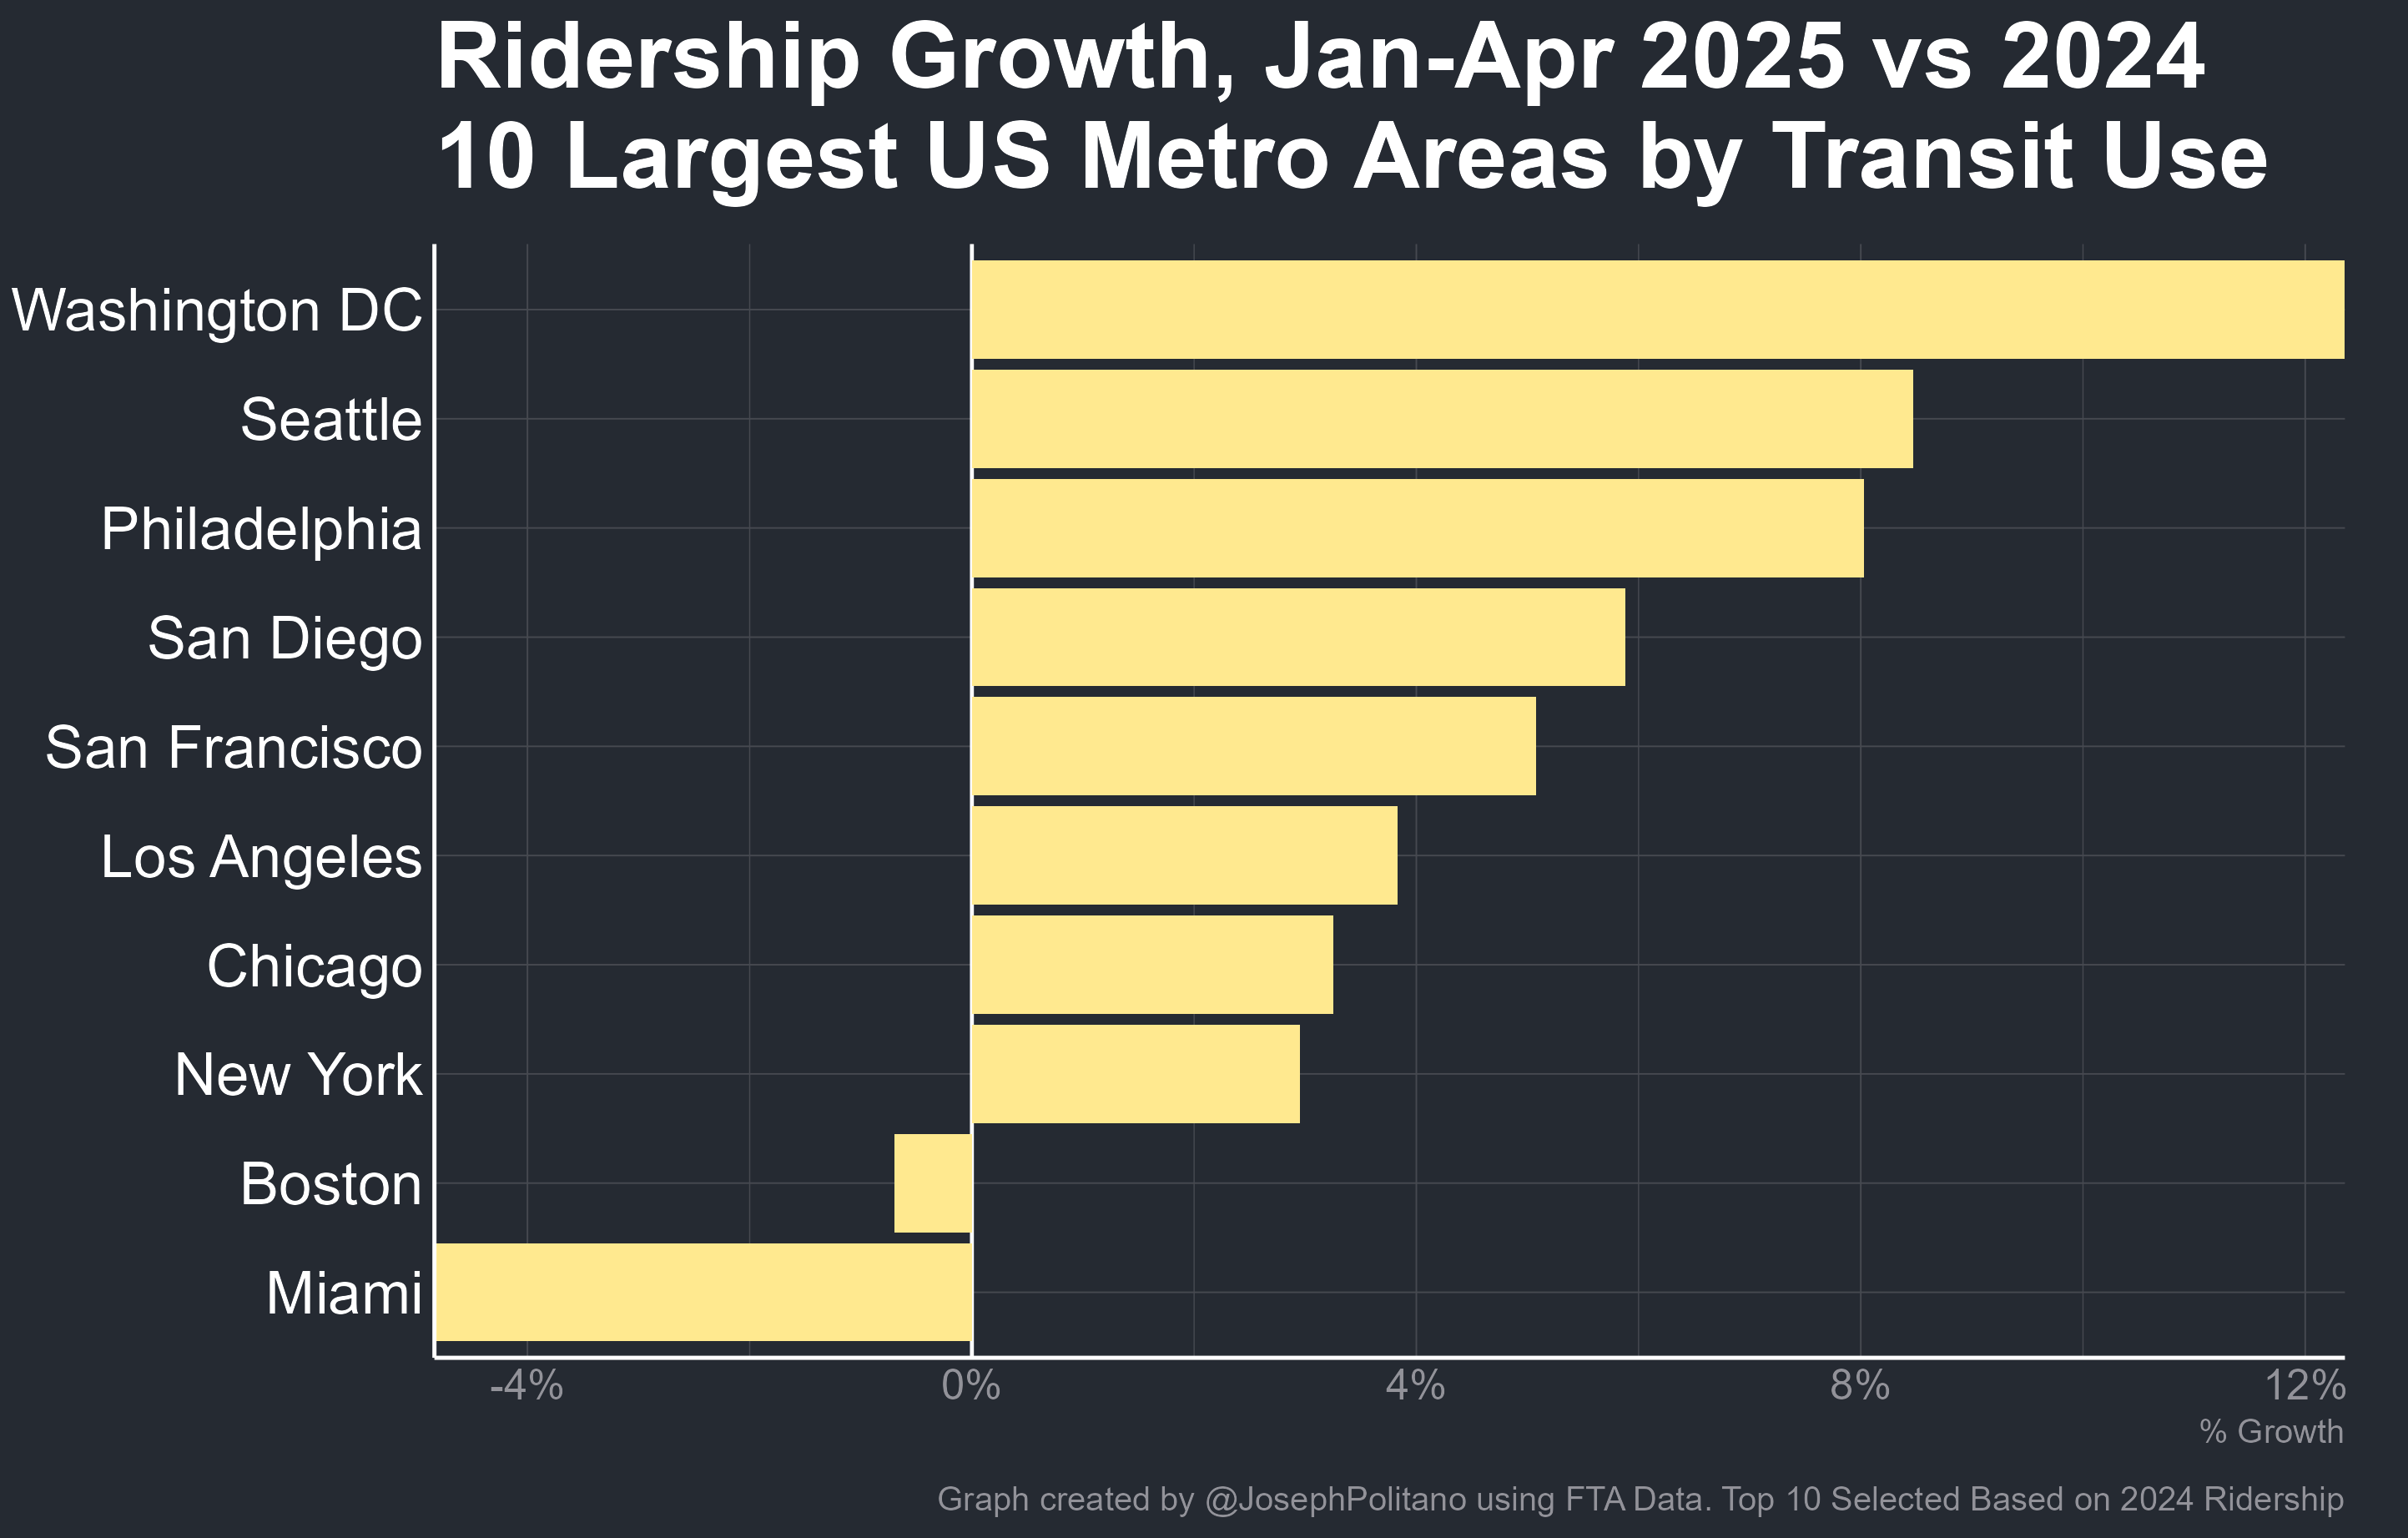 Ridership Growth, Jan-Apr 2025 vs 2024
10 Largest US Metro Areas by Transit Use
Washington DC
Seattle
Philadelphia
San Diego
San Francisco
Los Angeles
Chicago
New York
Boston
Miami
-4% 0% 4% 8% 12%
% Growth
Graph created by @JosephPolitano using FTA Data. Top 10 Selected Based on 2024 Ridership